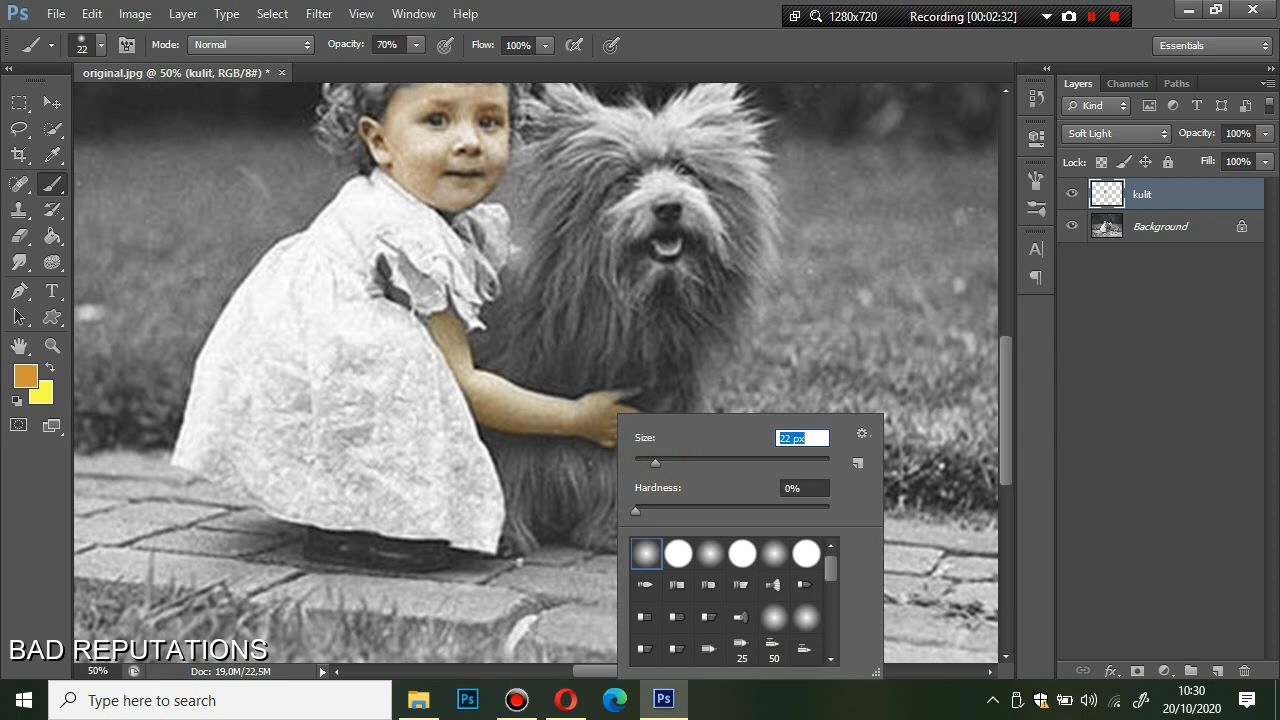 Ps File Edit Image Layer Type Select Filter View Window Help
1280x720 Recording [00:02:32]
22 Mode: Normal Opacity: 70% Flow: 100% Essentials
original.jpg @ 50% (kulit, RGB/8#) * ×
Layers Channels Paths
Kind
Soft Light Opacity: 100%
Lock: Fill: 100%
kulit
Background
Size: 22 px
Hardness: 0%
25 50
BAD REPUTATIONS
50% Doc: 19,0M/22,5M
Type here to search
10:30
20/10/2020